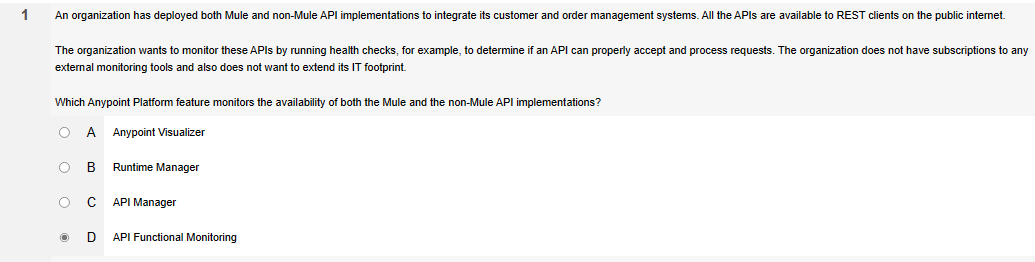 1 An organization has deployed both Mule and non-Mule API implementations to integrate its customer and order management systems. All the APIs are available to REST clients on the public internet.
The organization wants to monitor these APIs by running health checks, for example, to determine if an API can properly accept and process requests. The organization does not have subscriptions to any
external monitoring tools and also does not want to extend its IT footprint.
Which Anypoint Platform feature monitors the availability of both the Mule and the non-Mule API implementations?
A Anypoint Visualizer
B Runtime Manager
C API Manager
D API Functional Monitoring